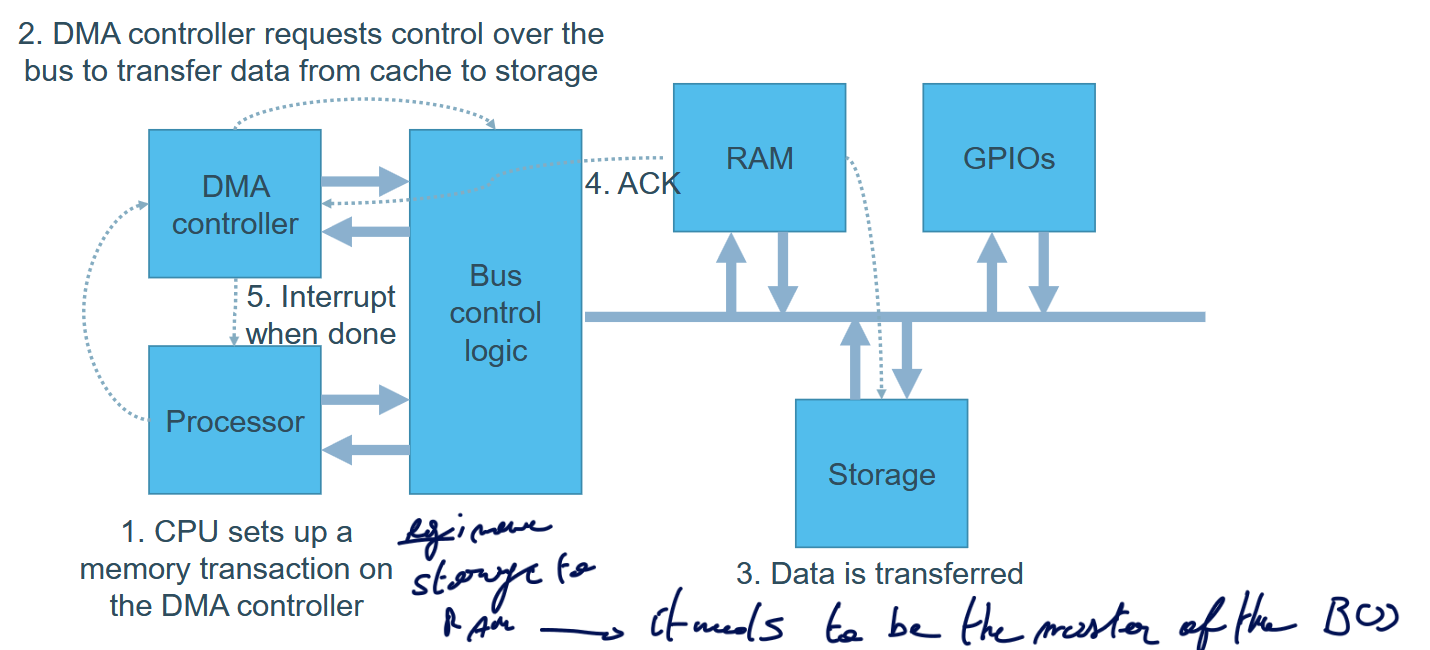 2. DMA controller requests control over the
bus to transfer data from cache to storage
DMA
controller
Bus
control
logic
RAM
GPIOs
4. ACK
5. Interrupt
when done
Processor
Storage
1. CPU sets up a
memory transaction on
the DMA controller
3. Data is transferred
storage to
RAM → it needs to be the master of the BUS